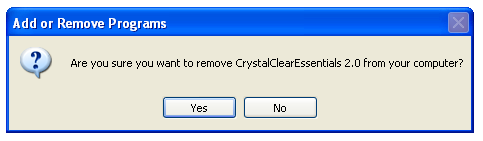 Add or Remove Programs
Are you sure you want to remove CrystalClearEssentials 2.0 from your computer?
Yes No